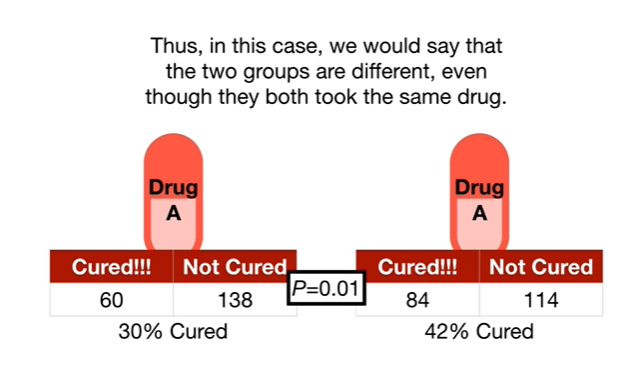 Thus, in this case, we would say that
the two groups are different, even
though they both took the same drug.
Drug
A
Drug
A
Cured!!! Not Cured
60 138
30% Cured
P=0.01
Cured!!! Not Cured
84 114
42% Cured